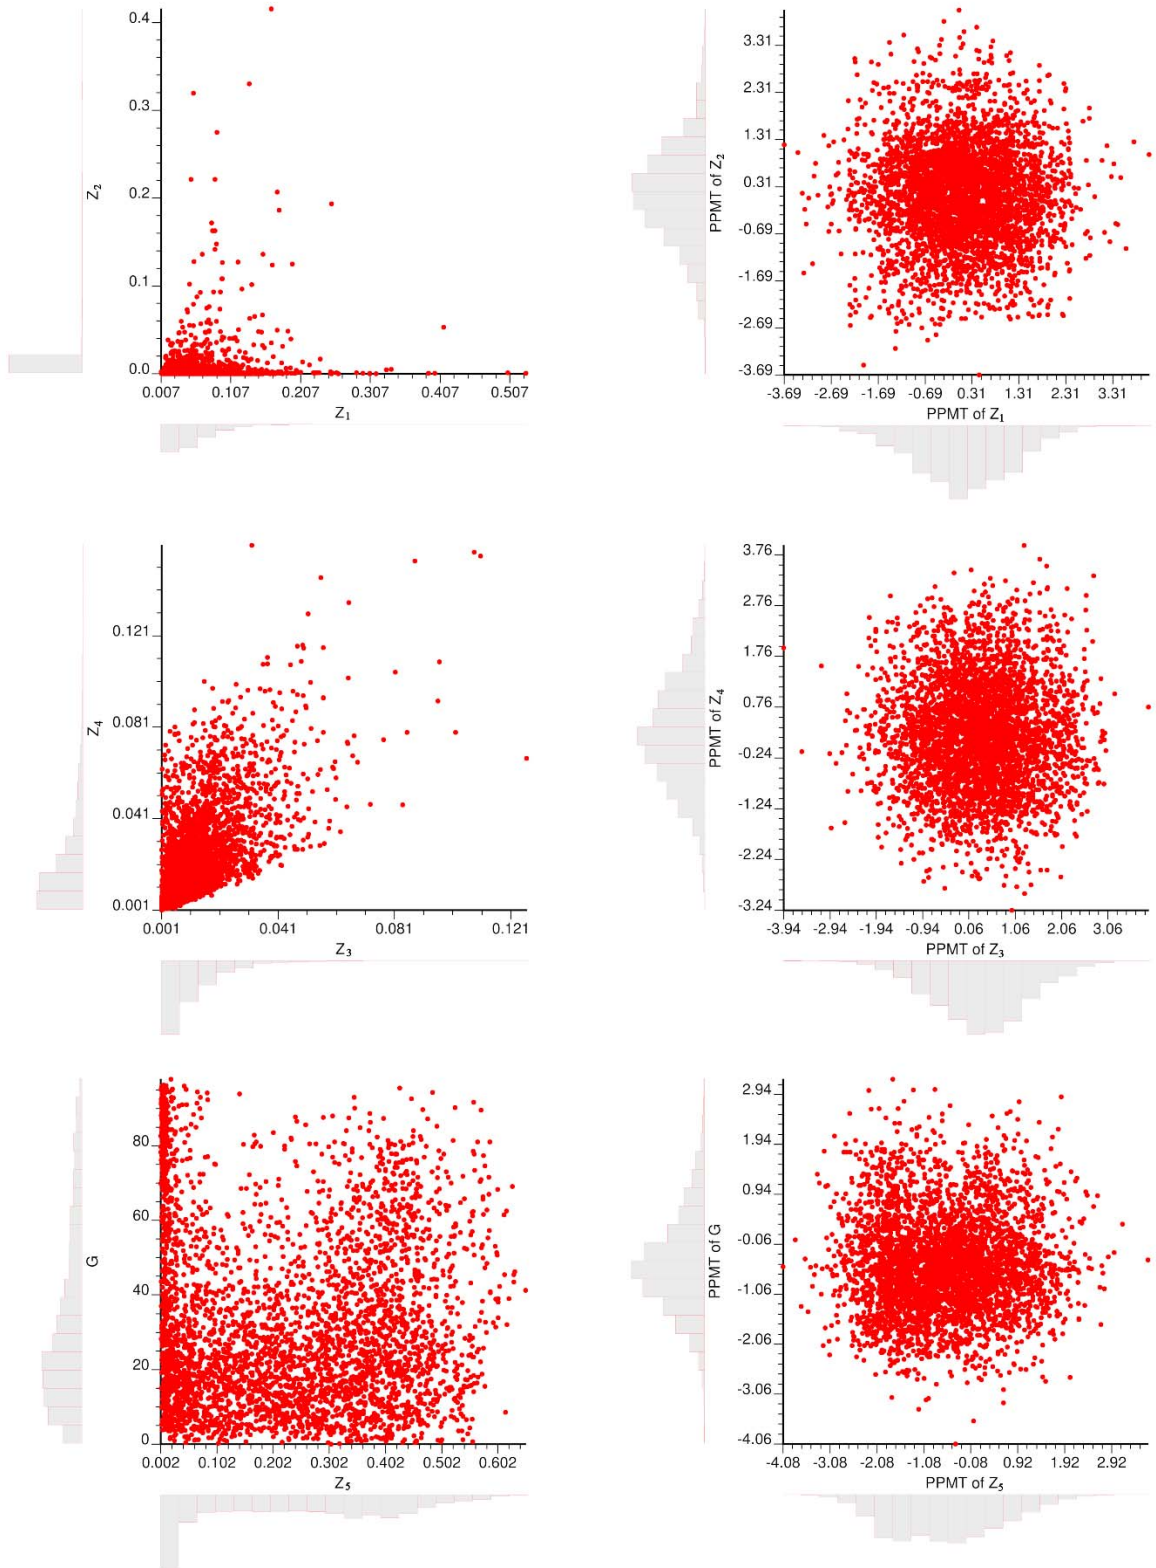 0.4
0.3
0.2
0.1
0.0
Z₂
0.007 0.107 0.207 0.307 0.407 0.507
Z₁
3.31
2.31
1.31
0.31
-0.69
-1.69
-2.69
-3.69
PPMT of Z₂
-3.69 -2.69 -1.69 -0.69 0.31 1.31 2.31 3.31
PPMT of Z₁
0.121
0.081
0.041
0.001
Z₄
0.001 0.041 0.081 0.121
Z₃
3.76
2.76
1.76
0.76
-0.24
-1.24
-2.24
-3.24
PPMT of Z₄
-3.94 -2.94 -1.94 -0.94 0.06 1.06 2.06 3.06
PPMT of Z₃
80
60
40
20
0
G
0.002 0.102 0.202 0.302 0.402 0.502 0.602
Z₅
2.94
1.94
0.94
-0.06
-1.06
-2.06
-3.06
-4.06
PPMT of G
-4.08 -3.08 -2.08 -1.08 -0.08 0.92 1.92 2.92
PPMT of Z₅